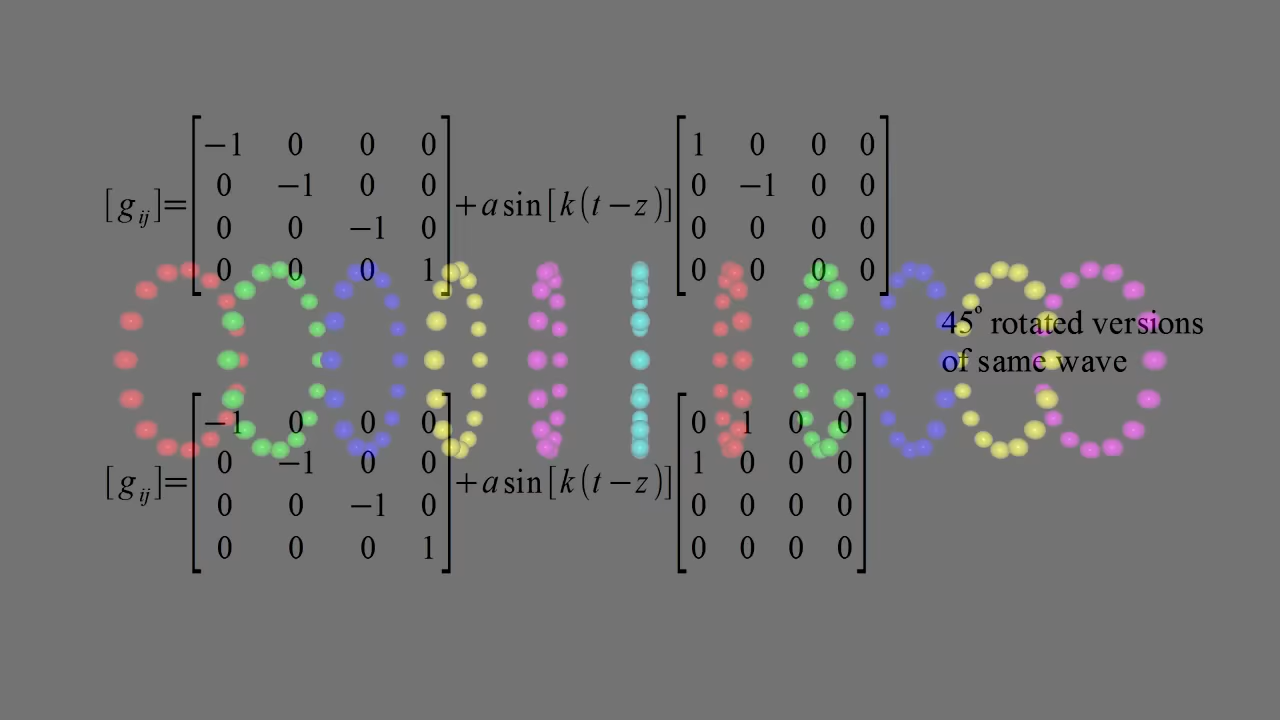 [g_ij]=[−1 0 0 0
0 −1 0 0
0 0 −1 0
0 0 0 1]+a sin[k(t−z)][1 0 0 0
0 −1 0 0
0 0 0 0
0 0 0 0]
45° rotated versions
of same wave
[g_ij]=[−1 0 0 0
0 −1 0 0
0 0 −1 0
0 0 0 1]+a sin[k(t−z)][0 1 0 0
1 0 0 0
0 0 0 0
0 0 0 0]